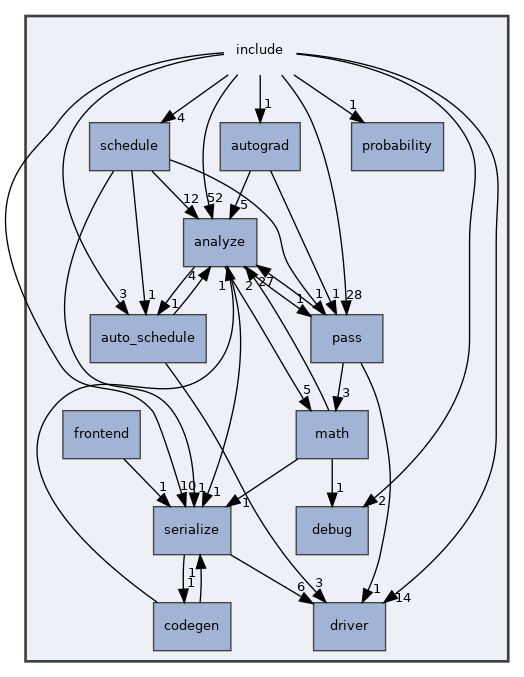 include
4
1
1
schedule
autograd
probability
12
52
5
analyze
4
1
2
27
3
1
1
1
1
1
28
auto_schedule
pass
5
3
frontend
math
1
10
1
1
1
1
2
serialize
debug
1
1
6
3
1
14
codegen
driver